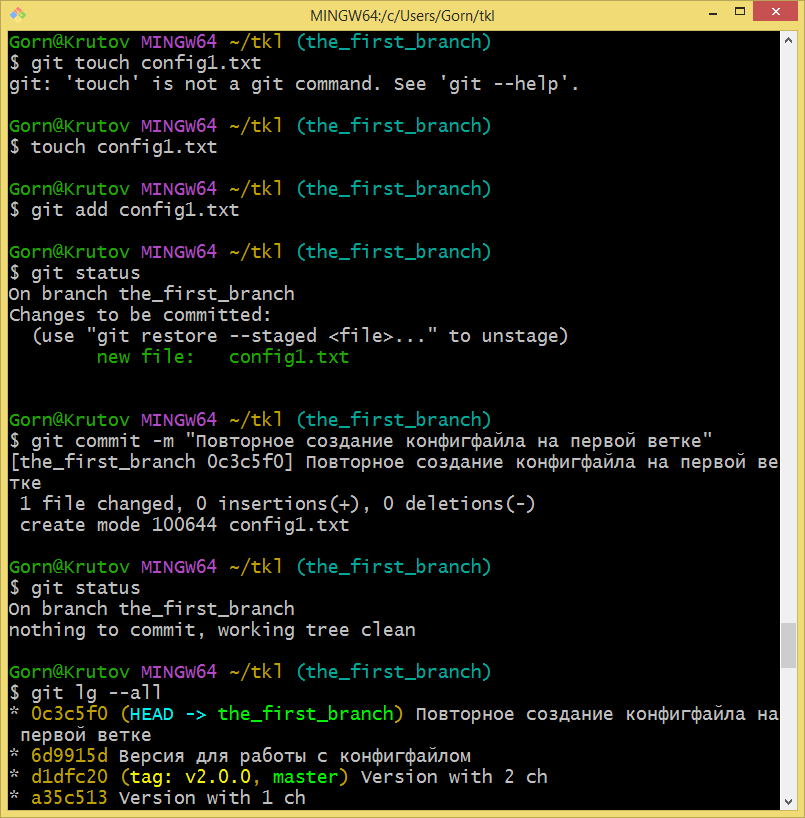 MINGW64:/c/Users/Gorn/tkl
Gorn@Krutov MINGW64 ~/tkl (the_first_branch)
$ git touch config1.txt
git: 'touch' is not a git command. See 'git --help'.
Gorn@Krutov MINGW64 ~/tkl (the_first_branch)
$ touch config1.txt
Gorn@Krutov MINGW64 ~/tkl (the_first_branch)
$ git add config1.txt
Gorn@Krutov MINGW64 ~/tkl (the_first_branch)
$ git status
On branch the_first_branch
Changes to be committed:
  (use "git restore --staged <file>..." to unstage)
        new file:   config1.txt
Gorn@Krutov MINGW64 ~/tkl (the_first_branch)
$ git commit -m "Повторное создание конфигфайла на первой ветке"
[the_first_branch 0c3c5f0] Повторное создание конфигфайла на первой ве
тке
 1 file changed, 0 insertions(+), 0 deletions(-)
 create mode 100644 config1.txt
Gorn@Krutov MINGW64 ~/tkl (the_first_branch)
$ git status
On branch the_first_branch
nothing to commit, working tree clean
Gorn@Krutov MINGW64 ~/tkl (the_first_branch)
$ git lg --all
* 0c3c5f0 (HEAD -> the_first_branch) Повторное создание конфигфайла на
 первой ветке
* 6d9915d Версия для работы с конфигфайлом
* d1dfc20 (tag: v2.0.0, master) Version with 2 ch
* a35c513 Version with 1 ch